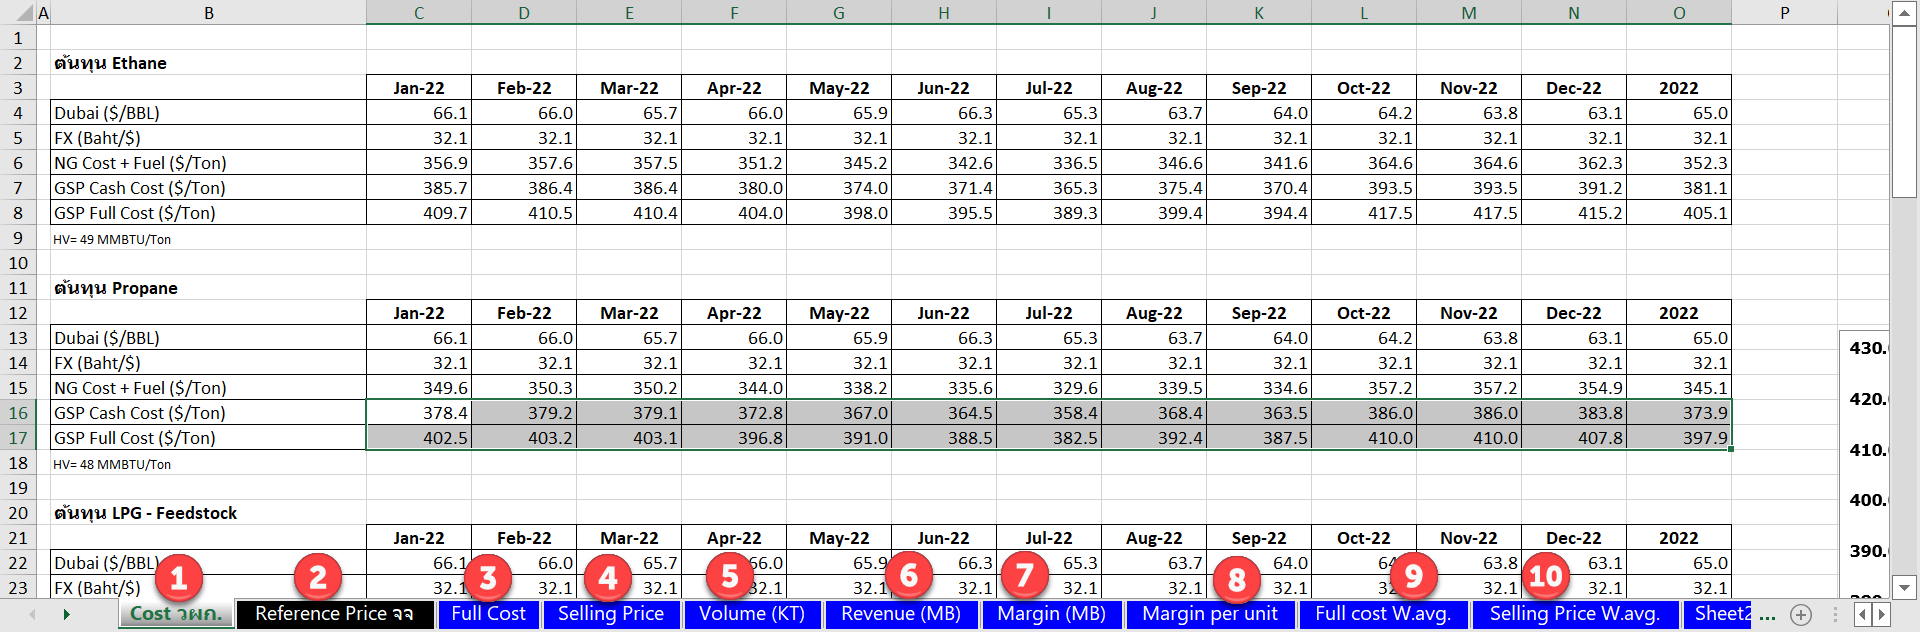 A B C D E F G H I J K L M N O P
1
2 ต้นทุน Ethane
3 Jan-22 Feb-22 Mar-22 Apr-22 May-22 Jun-22 Jul-22 Aug-22 Sep-22 Oct-22 Nov-22 Dec-22 2022
4 Dubai ($/BBL) 66.1 66.0 65.7 66.0 65.9 66.3 65.3 63.7 64.0 64.2 63.8 63.1 65.0
5 FX (Baht/$) 32.1 32.1 32.1 32.1 32.1 32.1 32.1 32.1 32.1 32.1 32.1 32.1 32.1
6 NG Cost + Fuel ($/Ton) 356.9 357.6 357.5 351.2 345.2 342.6 336.5 346.6 341.6 364.6 364.6 362.3 352.3
7 GSP Cash Cost ($/Ton) 385.7 386.4 386.4 380.0 374.0 371.4 365.3 375.4 370.4 393.5 393.5 391.2 381.1
8 GSP Full Cost ($/Ton) 409.7 410.5 410.4 404.0 398.0 395.5 389.3 399.4 394.4 417.5 417.5 415.2 405.1
9 HV= 49 MMBTU/Ton
10
11 ต้นทุน Propane
12 Jan-22 Feb-22 Mar-22 Apr-22 May-22 Jun-22 Jul-22 Aug-22 Sep-22 Oct-22 Nov-22 Dec-22 2022
13 Dubai ($/BBL) 66.1 66.0 65.7 66.0 65.9 66.3 65.3 63.7 64.0 64.2 63.8 63.1 65.0
14 FX (Baht/$) 32.1 32.1 32.1 32.1 32.1 32.1 32.1 32.1 32.1 32.1 32.1 32.1 32.1 430.
15 NG Cost + Fuel ($/Ton) 349.6 350.3 350.2 344.0 338.2 335.6 329.6 339.5 334.6 357.2 357.2 354.9 345.1
16 GSP Cash Cost ($/Ton) 378.4 379.2 379.1 372.8 367.0 364.5 358.4 368.4 363.5 386.0 386.0 383.8 373.9 420.
17 GSP Full Cost ($/Ton) 402.5 403.2 403.1 396.8 391.0 388.5 382.5 392.4 387.5 410.0 410.0 407.8 397.9 410.
18 HV= 48 MMBTU/Ton
19
20 ต้นทุน LPG - Feedstock 400.
21 Jan-22 Feb-22 Mar-22 Apr-22 May-22 Jun-22 Jul-22 Aug-22 Sep-22 Oct-22 Nov-22 Dec-22 2022
22 Dubai ($/BBL) 66.1 66.0 65.7 66.0 65.9 66.3 65.3 63.7 64.0 64. 63.8 63.1 65.0 390.
23 FX (Baht/$) 32.1 32.1 32.1 32.1 32.1 32.1 32.1 32.1 32.1 32. 32.1 32.1 32.1
1 2 3 4 5 6 7 8 9 10
Cost วผก. Reference Price จจ Full Cost Selling Price Volume (KT) Revenue (MB) Margin (MB) Margin per unit Full cost W.avg. Selling Price W.avg. Sheet2 ...